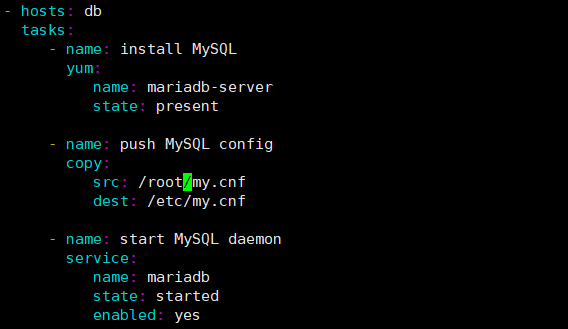 - hosts: db
  tasks:
     - name: install MySQL
       yum:
          name: mariadb-server
          state: present

     - name: push MySQL config
       copy:
          src: /root/my.cnf
          dest: /etc/my.cnf

     - name: start MySQL daemon
       service:
          name: mariadb
          state: started
          enabled: yes